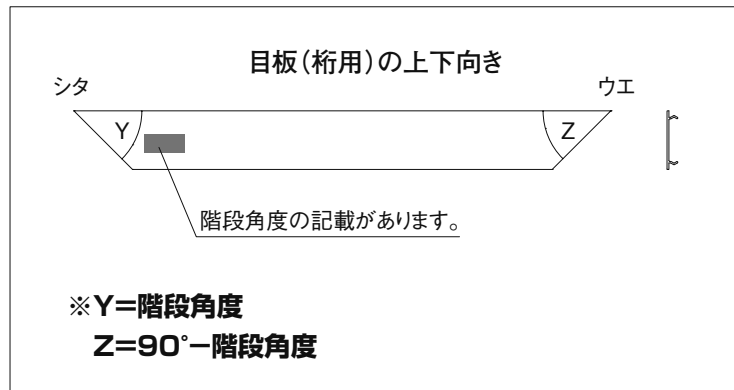 目板（桁用）の上下向き
シタ
ウエ
Y
Z
階段角度の記載があります。
※Y＝階段角度
Z＝90°−階段角度